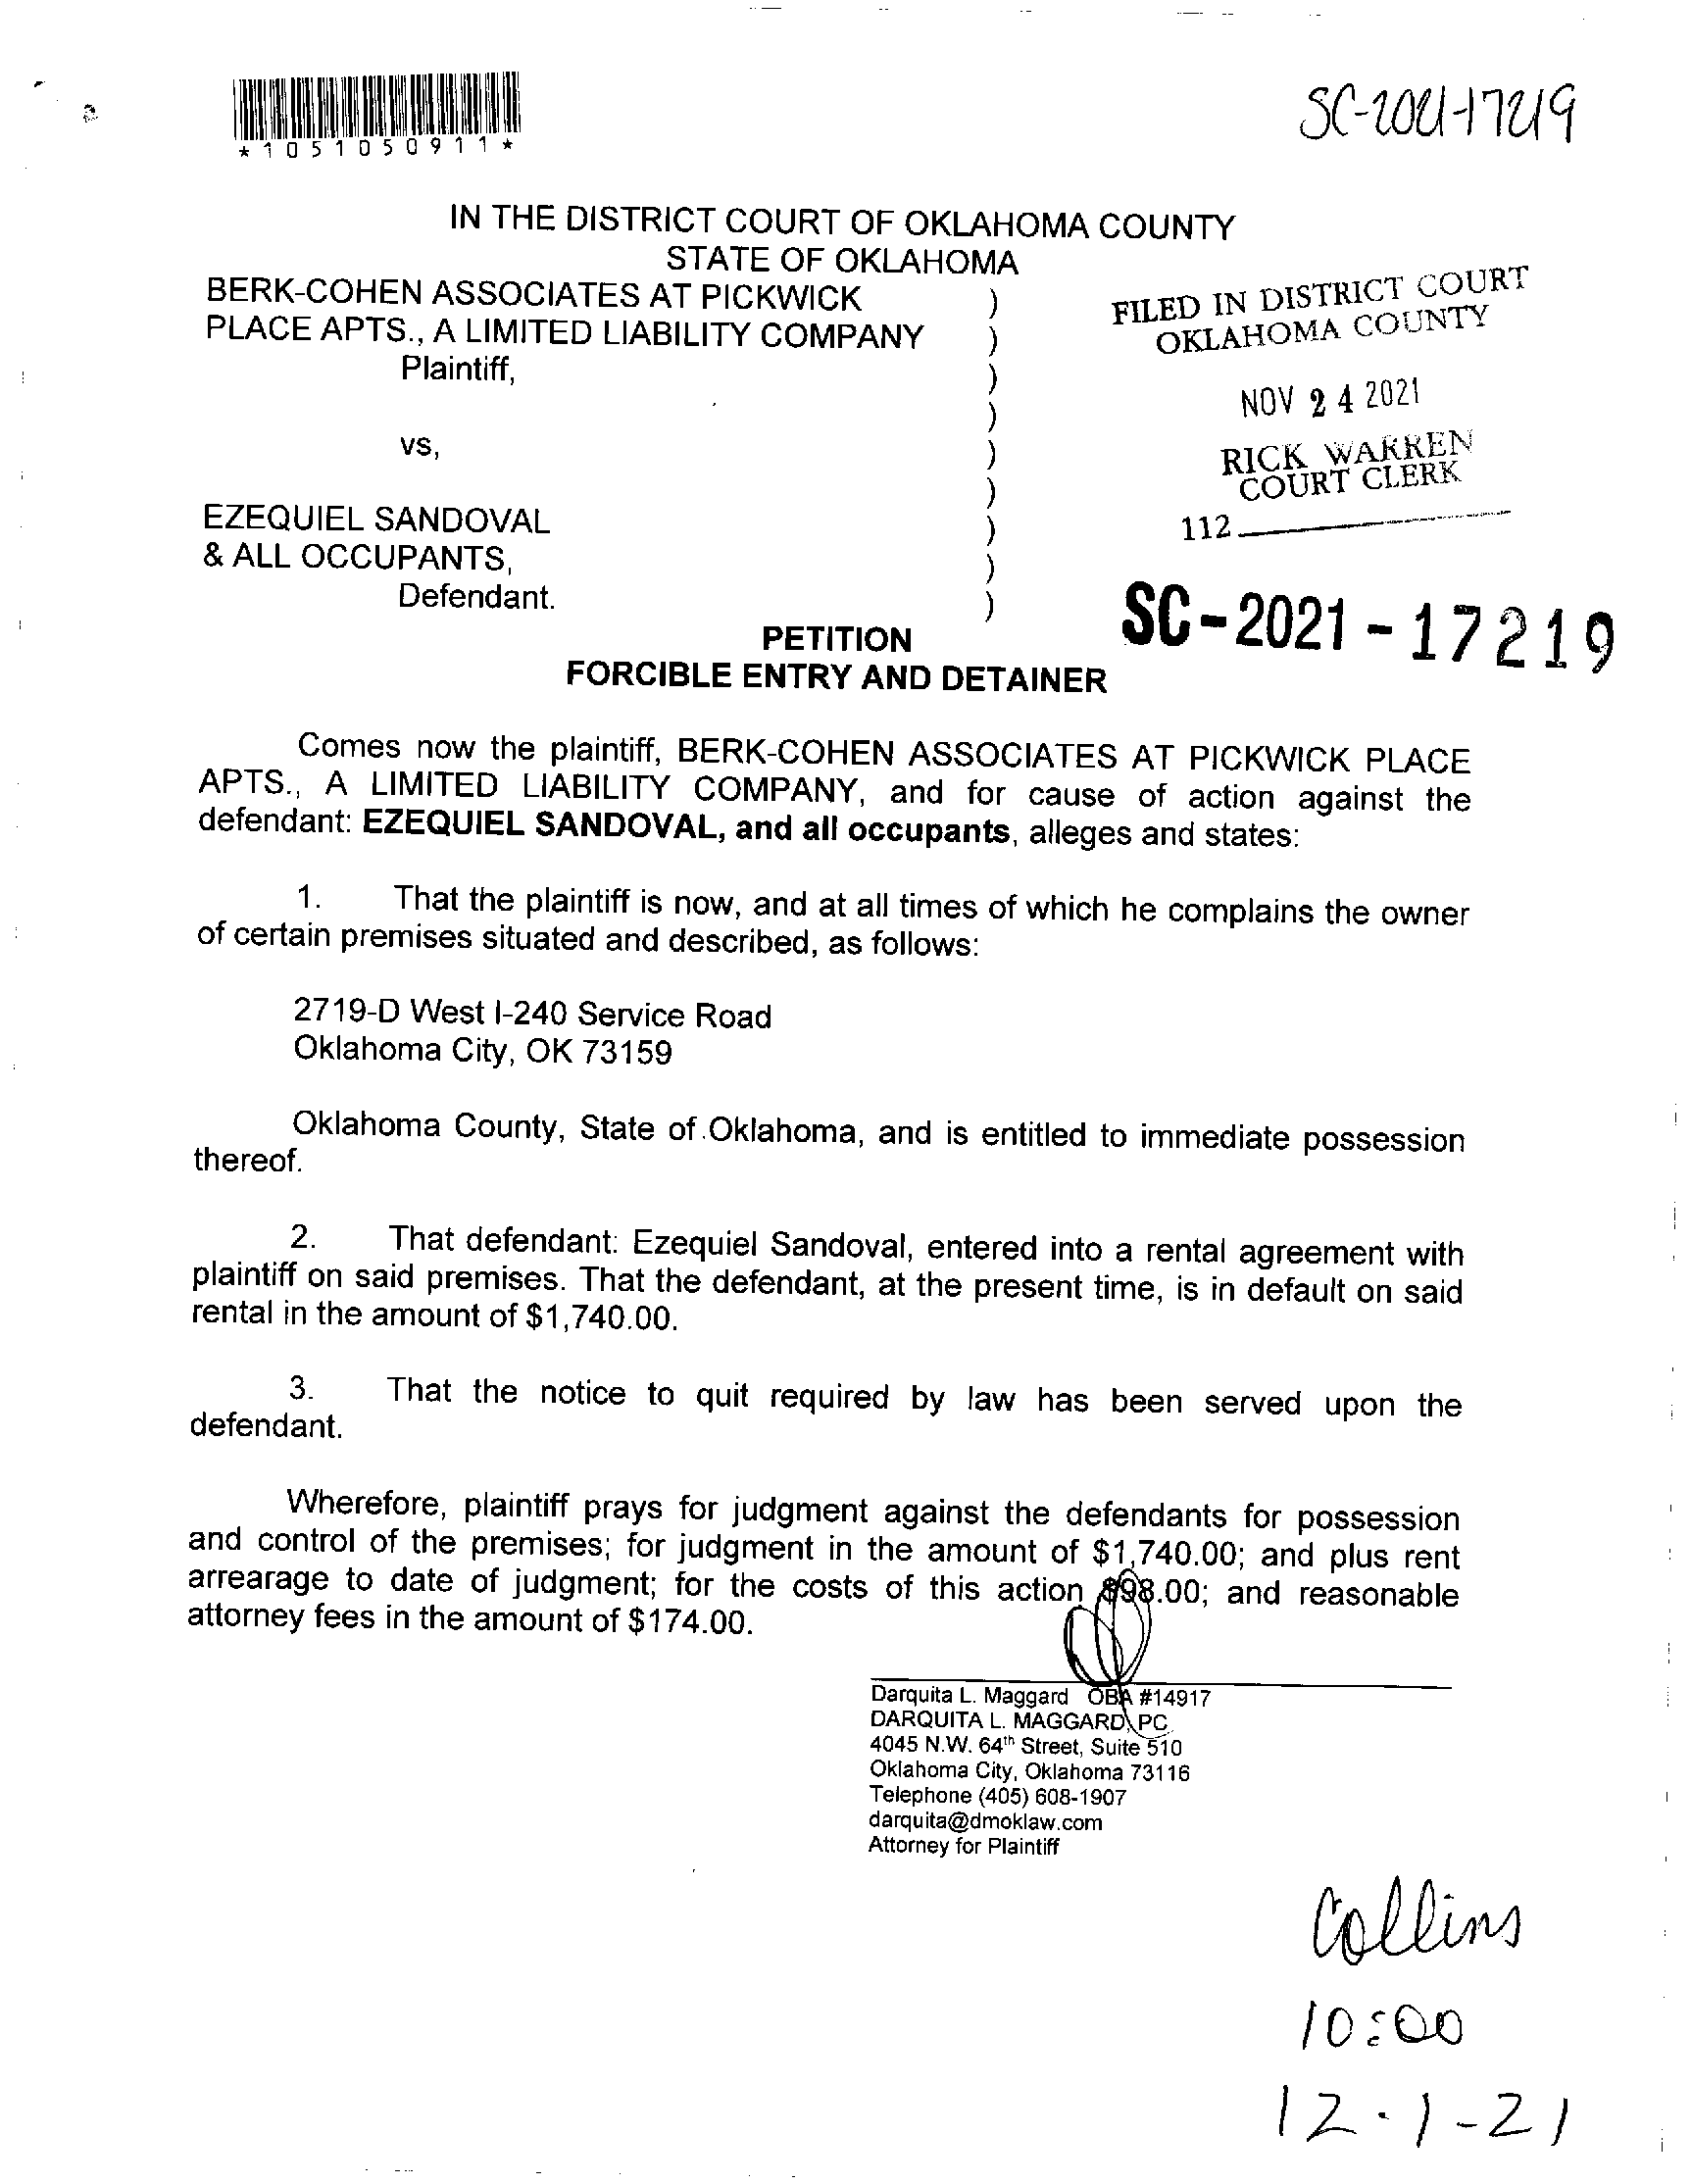 SC-2021-17219
*1051050911*
IN THE DISTRICT COURT OF OKLAHOMA COUNTY
STATE OF OKLAHOMA
BERK-COHEN ASSOCIATES AT PICKWICK )
PLACE APTS., A LIMITED LIABILITY COMPANY )
Plaintiff, )
)
vs, )
)
EZEQUIEL SANDOVAL )
& ALL OCCUPANTS, )
Defendant. )
FILED IN DISTRICT COURT
OKLAHOMA COUNTY
NOV 24 2021
RICK WARREN
COURT CLERK
112
SC-2021-17219
PETITION
FORCIBLE ENTRY AND DETAINER
Comes now the plaintiff, BERK-COHEN ASSOCIATES AT PICKWICK PLACE
APTS., A LIMITED LIABILITY COMPANY, and for cause of action against the
defendant: EZEQUIEL SANDOVAL, and all occupants, alleges and states:
1. That the plaintiff is now, and at all times of which he complains the owner
of certain premises situated and described, as follows:
2719-D West I-240 Service Road
Oklahoma City, OK 73159
Oklahoma County, State of Oklahoma, and is entitled to immediate possession
thereof.
2. That defendant: Ezequiel Sandoval, entered into a rental agreement with
plaintiff on said premises. That the defendant, at the present time, is in default on said
rental in the amount of $1,740.00.
3. That the notice to quit required by law has been served upon the
defendant.
Wherefore, plaintiff prays for judgment against the defendants for possession
and control of the premises; for judgment in the amount of $1,740.00; and plus rent
arrearage to date of judgment; for the costs of this action $98.00; and reasonable
attorney fees in the amount of $174.00.
Darquita L. Maggard OBA #14917
DARQUITA L. MAGGARD, PC
4045 N.W. 64th Street, Suite 510
Oklahoma City, Oklahoma 73116
Telephone (405) 608-1907
darquita@dmoklaw.com
Attorney for Plaintiff
Collins
10:00
12-1-21